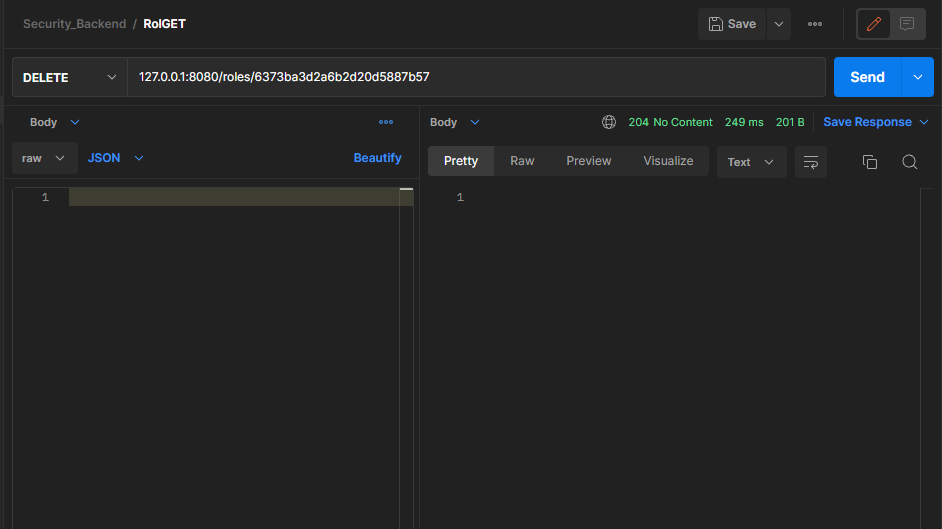 Security_Backend / RolGET
Save
DELETE
127.0.0.1:8080/roles/6373ba3d2a6b2d20d5887b57
Send
Body
Body
204 No Content 249 ms 201 B
Save Response
raw
JSON
Beautify
Pretty Raw Preview Visualize
Text
1
1